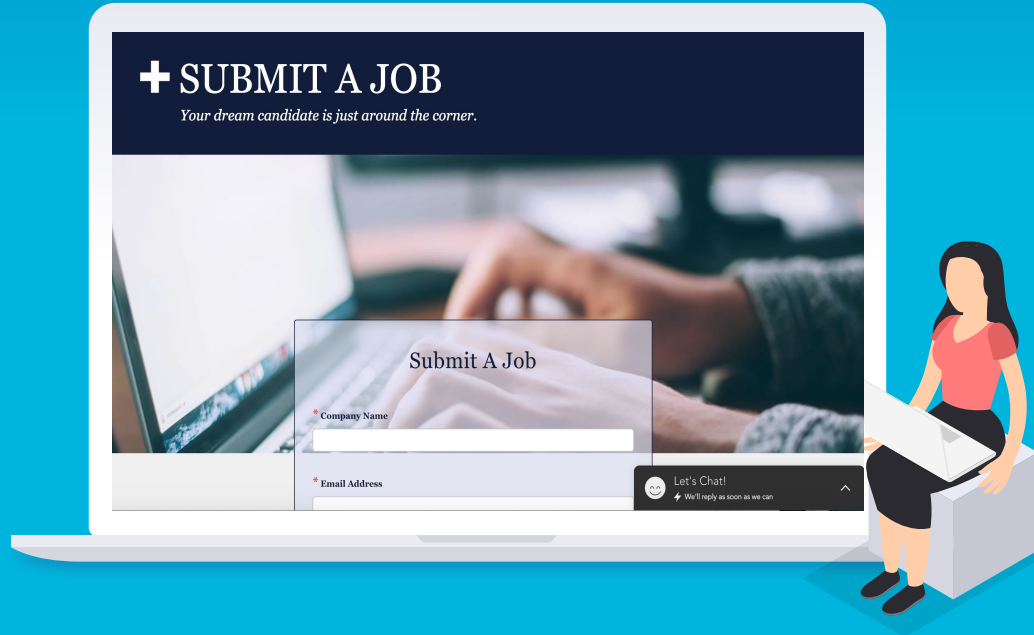 SUBMIT A JOB
Your dream candidate is just around the corner.
Submit A Job
* Company Name
* Email Address
Let's Chat!
We'll reply as soon as we can